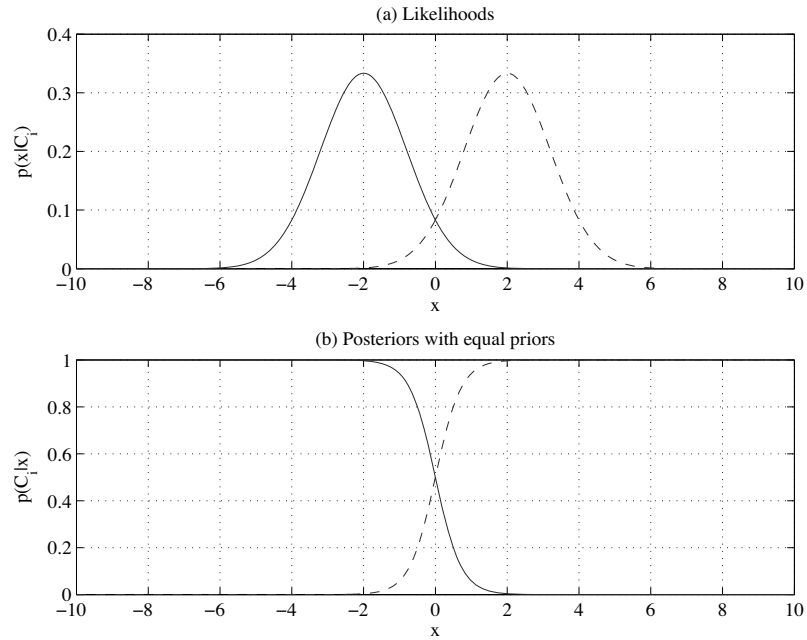 (a) Likelihoods
0.4
0.3
0.2
0.1
0
p(x|C_i)
−10 −8 −6 −4 −2 0 2 4 6 8 10
x
(b) Posteriors with equal priors
1
0.8
0.6
0.4
0.2
0
p(C_i|x)
−10 −8 −6 −4 −2 0 2 4 6 8 10
x